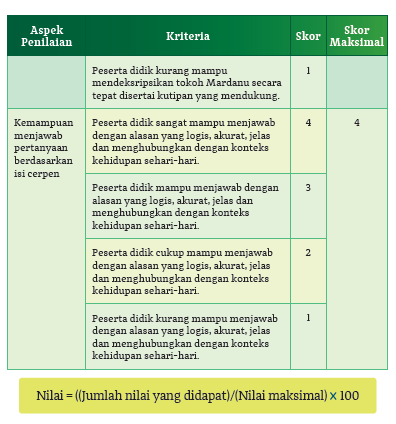 Aspek
Penilaian
Kriteria
Skor
Skor
Maksimal
Peserta didik kurang mampu
mendeksripsikan tokoh Mardanu secara
tepat disertai kutipan yang mendukung.
1
Kemampuan
menjawab
pertanyaan
berdasarkan
isi cerpen
Peserta didik sangat mampu menjawab
dengan alasan yang logis, akurat, jelas
dan menghubungkan dengan konteks
kehidupan sehari-hari.
4
4
Peserta didik mampu menjawab dengan
alasan yang logis, akurat, jelas dan
menghubungkan dengan konteks
kehidupan sehari-hari.
3
Peserta didik cukup mampu menjawab
dengan alasan yang logis, akurat, jelas
dan menghubungkan dengan konteks
kehidupan sehari-hari.
2
Peserta didik kurang mampu menjawab
dengan alasan yang logis, akurat, jelas
dan menghubungkan dengan konteks
kehidupan sehari-hari.
1
Nilai = ((Jumlah nilai yang didapat)/(Nilai maksimal) x 100